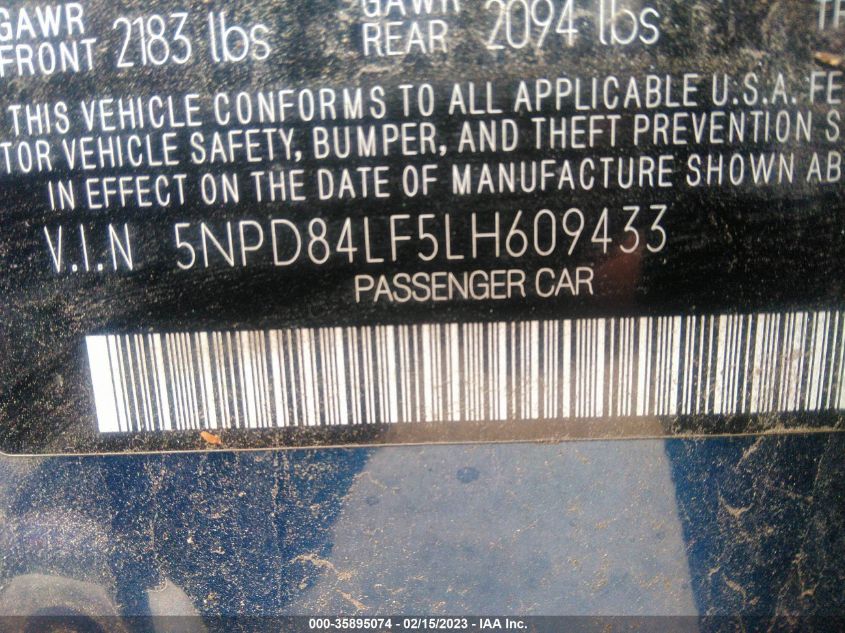 GAWR FRONT 2183 lbs GAWR REAR 2094 lbs
THIS VEHICLE CONFORMS TO ALL APPLICABLE U.S.A. FE
TOR VEHICLE SAFETY, BUMPER, AND THEFT PREVENTION S
IN EFFECT ON THE DATE OF MANUFACTURE SHOWN AB
V.I.N 5NPD84LF5LH609433
PASSENGER CAR
000-35895074 - 02/15/2023 - IAA Inc.